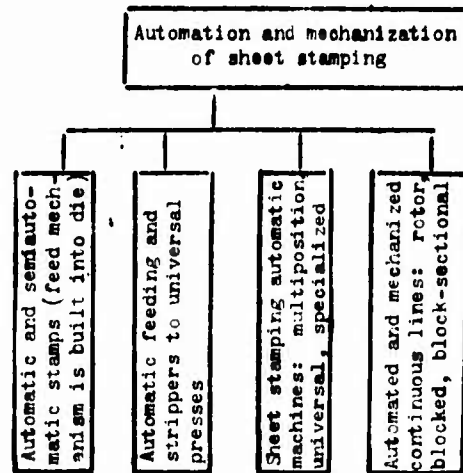 Automation and mechanization
of sheet stamping
Automatic and semiauto-
matic stamps (feed mech-
anism is built into die)
Automatic feeding and
strippers to universal
presses
Sheet stamping automatic
machines: multiposition,
universal, specialized
Automated and mechanized
continuous lines: rotor,
blocked, block-sectional